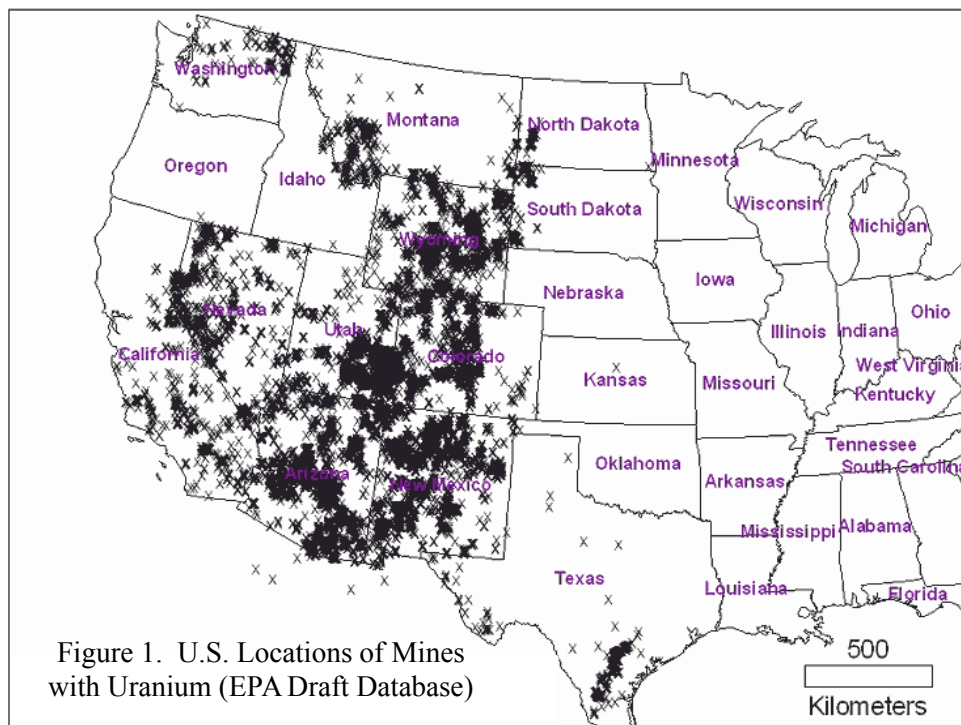 Washington
Montana
North Dakota
Minnesota
Oregon
Idaho
South Dakota
Wisconsin
Michigan
Wyoming
Iowa
Nebraska
Nevada
Utah
Illinois
Indiana
Ohio
California
Colorado
Kansas
Missouri
West Virginia
Kentucky
Tennessee
South Carolina
Oklahoma
Arkansas
Arizona
New Mexico
Mississippi
Alabama
Texas
Louisiana
Florida
Figure 1. U.S. Locations of Mines
with Uranium (EPA Draft Database)
500
Kilometers